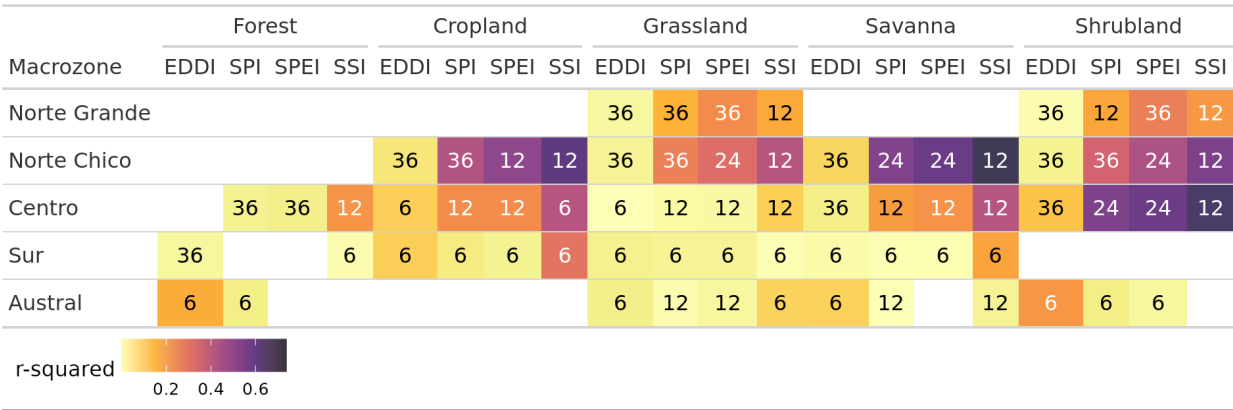 Forest Cropland Grassland Savanna Shrubland
Macrozone EDDI SPI SPEI SSI EDDI SPI SPEI SSI EDDI SPI SPEI SSI EDDI SPI SPEI SSI EDDI SPI SPEI SSI
Norte Grande 36 36 36 12 36 12 36 12
Norte Chico 36 36 12 12 36 36 24 12 36 24 24 12 36 36 24 12
Centro 36 36 12 6 12 12 6 6 12 12 12 36 12 12 12 36 24 24 12
Sur 36 6 6 6 6 6 6 6 6 6 6 6 6 6
Austral 6 6 6 12 12 6 6 12 12 6 6 6
r-squared
0.2 0.4 0.6